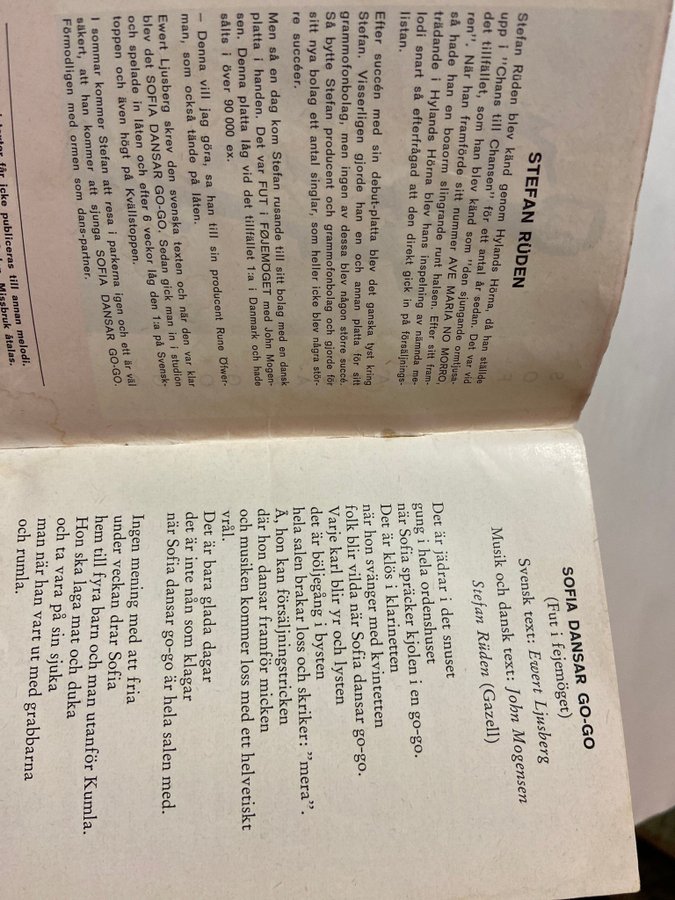 STEFAN RÜDEN
Stefan Rüden blev känd genom Hylands Hörna, då han ställde
upp i "Chans till Chansen" för ett antal år sedan. Det var vid
det tillfället, som han blev känd som "den sjungande ormtjusa-
ren". När han framförde sitt nummer AVE MARIA NO MORRO,
så hade han en boaorm slingrande runt halsen. Efter sitt fram-
trädande i Hylands Hörna blev hans inspelning av nämnda me-
lodi snart så efterfrågad att den direkt gick in på försäljnings-
listan.
Efter succén med sin debut-platta blev det ganska tyst kring
Stefan. Visserligen gjorde han en och annan platta för sitt
grammofonbolag, men ingen av dessa blev någon större succé.
Så bytte Stefan producent och grammofonbolag och gjorde för
sitt nya bolag ett antal singlar, som heller icke blev några stör-
re succéer.
Men så en dag kom Stefan rusande till sitt bolag med en dansk
platta i handen. Det var FUT i FØJEMOGET med John Mogen-
sen. Denna platta låg vid det tillfället 1:a i Danmark och hade
sålts i över 90 000 ex.
– Denna vill jag göra, sa han till sin producent Rune Öfwer-
man, som också tände på låten.
Ewert Ljusberg skrev den svenska texten och när den var klar
blev det SOFIA DANSAR GO-GO. Sedan gick man in i studion
och spelade in låten och efter 6 veckor låg den 1:a på Svensk-
toppen och även högt på Kvällstoppen.
I sommar kommer Stefan att resa i parkerna igen och ett är väl
säkert, att han kommer att sjunga SOFIA DANSAR GO-GO.
Förmodligen med ormen som dans-partner.
får icke publiceras till annan melodi.
Missbruk åtalas.
SOFIA DANSAR GO-GO
(Fut i fejemöget)
Svensk text: Ewert Ljusberg
Musik och dansk text: John Mogensen
Stefan Rüden (Gazell)
Det är jädrar i det snuset
gung i hela ordenshuset
när Sofia spräcker kjolen i en go-go.
Det är klös i klarinetten
när hon svänger med kvintetten
folk blir vilda när Sofia dansar go-go.
Varje karl blir yr och lysten
det är böljegång i bysten
hela salen brakar loss och skriker: "mera".
Å, hon kan försäljningstricken
där hon dansar framför micken
och musiken kommer loss med ett helvetiskt
vrål.
Det är bara glada dagar
det är inte nån som klagar
när Sofia dansar go-go är hela salen med.
Ingen mening med att fria
under veckan drar Sofia
hem till fyra barn och man utanför Kumla.
Hon ska laga mat och duka
och ta vara på sin sjuka
man när han vart ut med grabbarna
och rumla.